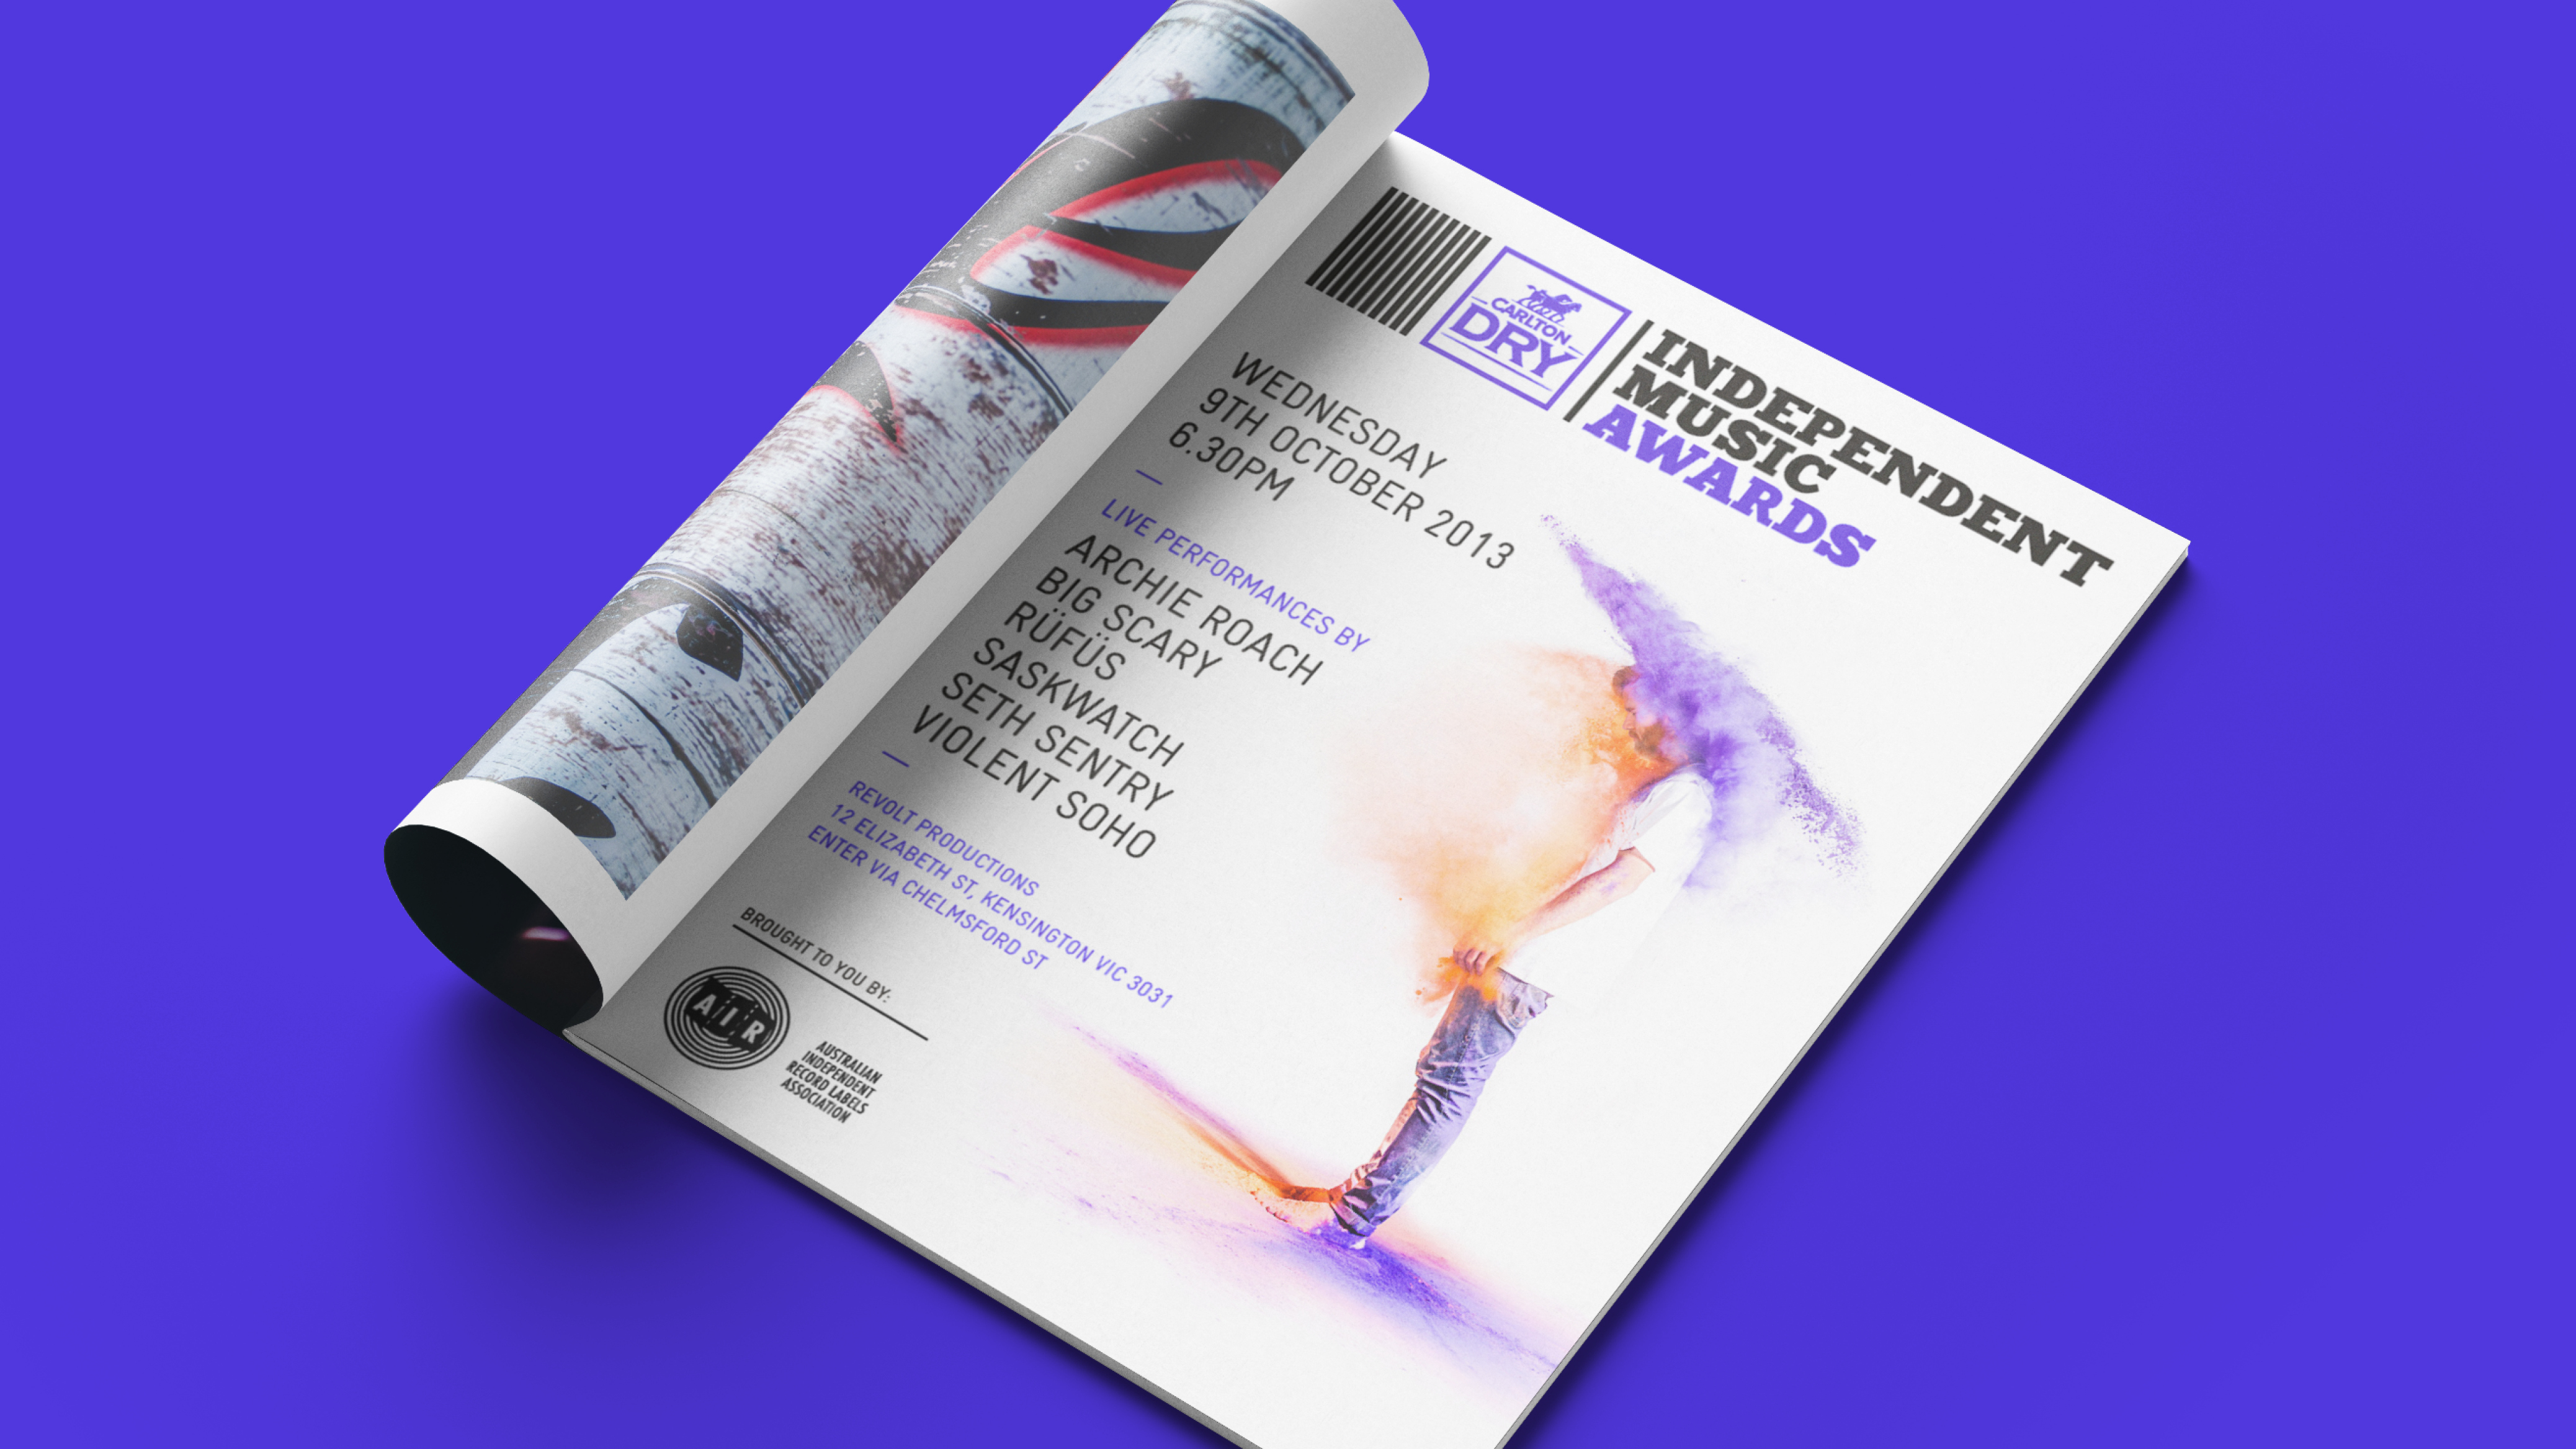 CARLTON
DRY
INDEPENDENT
MUSIC
AWARDS
WEDNESDAY
9TH OCTOBER 2013
6.30PM
LIVE PERFORMANCES BY
ARCHIE ROACH
BIG SCARY
RÜFÜS
SASKWATCH
SETH SENTRY
VIOLENT SOHO
REVOLT PRODUCTIONS
12 ELIZABETH ST, KENSINGTON VIC 3031
ENTER VIA CHELMSFORD ST
BROUGHT TO YOU BY:
AIR
AUSTRALIAN
INDEPENDENT
RECORD LABELS
ASSOCIATION